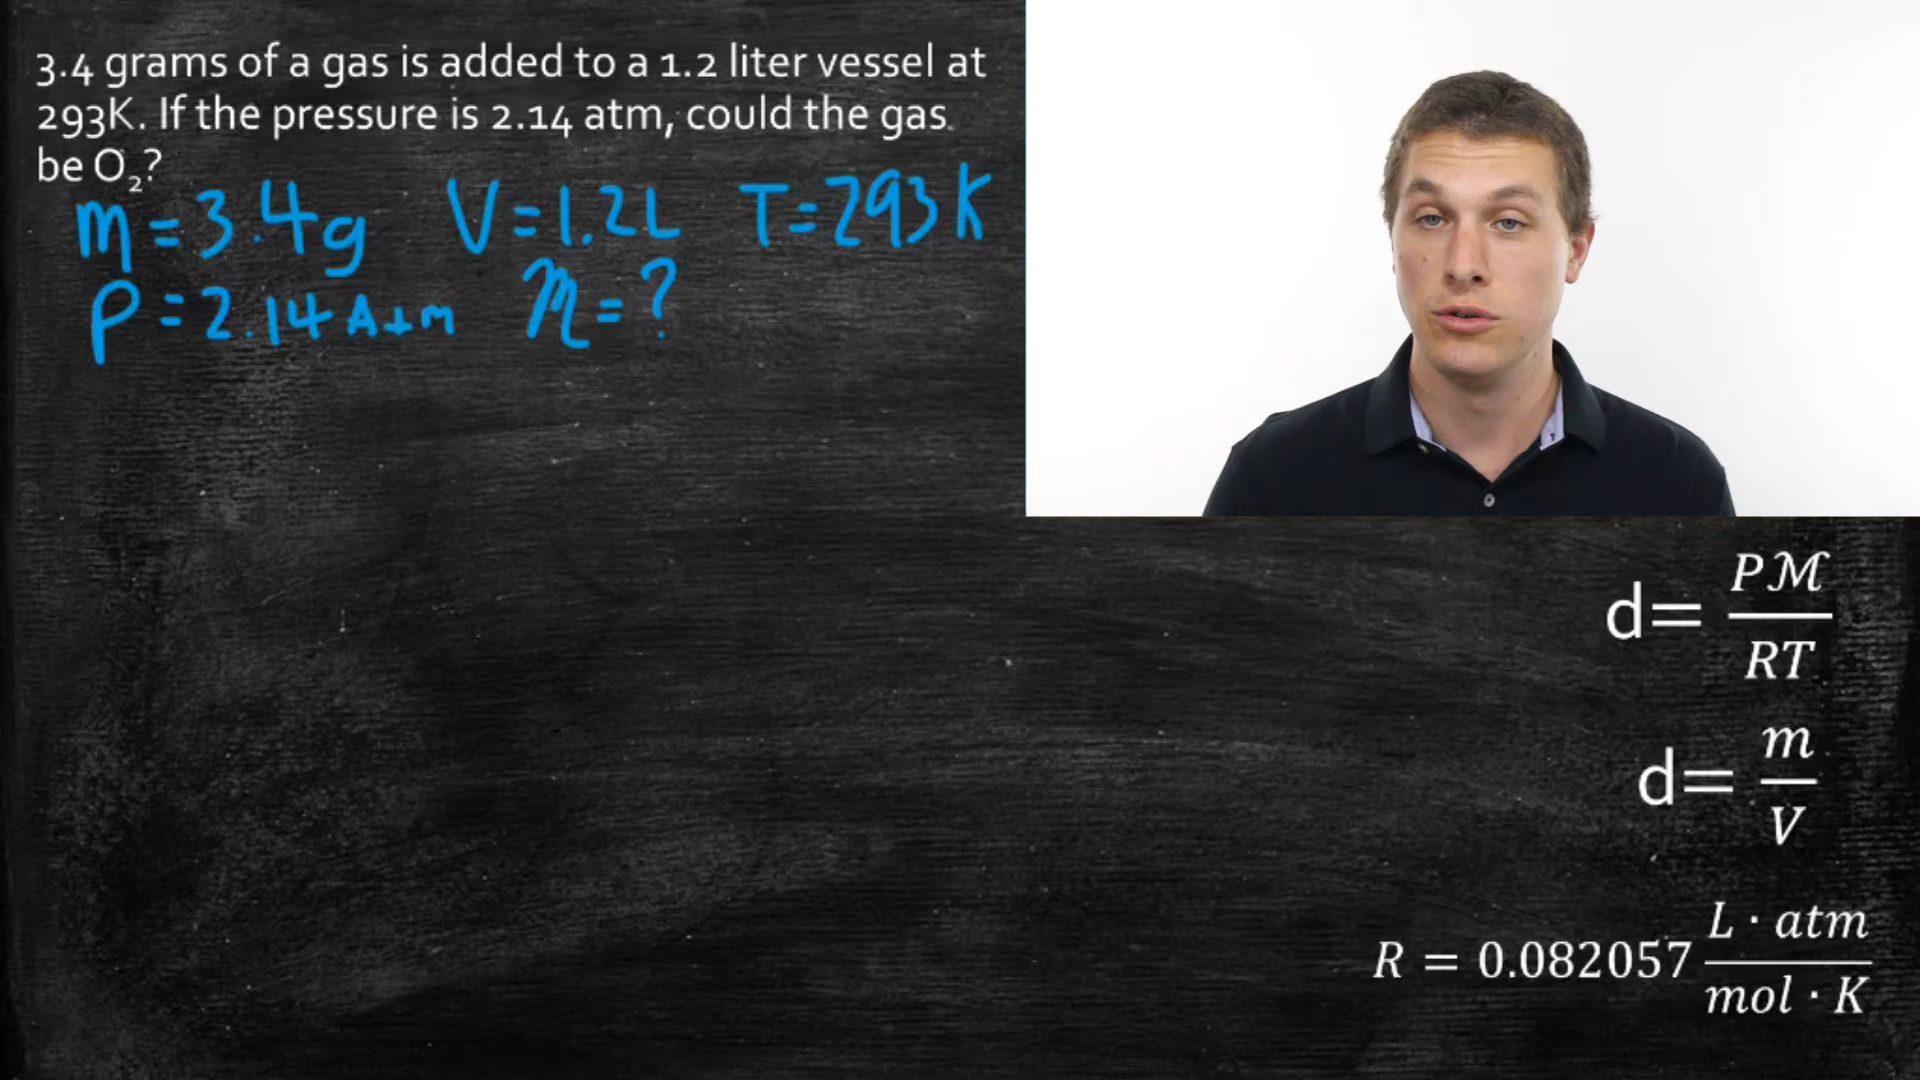 3.4 grams of a gas is added to a 1.2 liter vessel at
293K. If the pressure is 2.14 atm, could the gas
be O₂?
m = 3.4g V = 1.2L T = 293K
P = 2.14 Atm ℳ = ?
d= Pℳ/RT
d= m/V
R = 0.082057 L · atm/mol · K